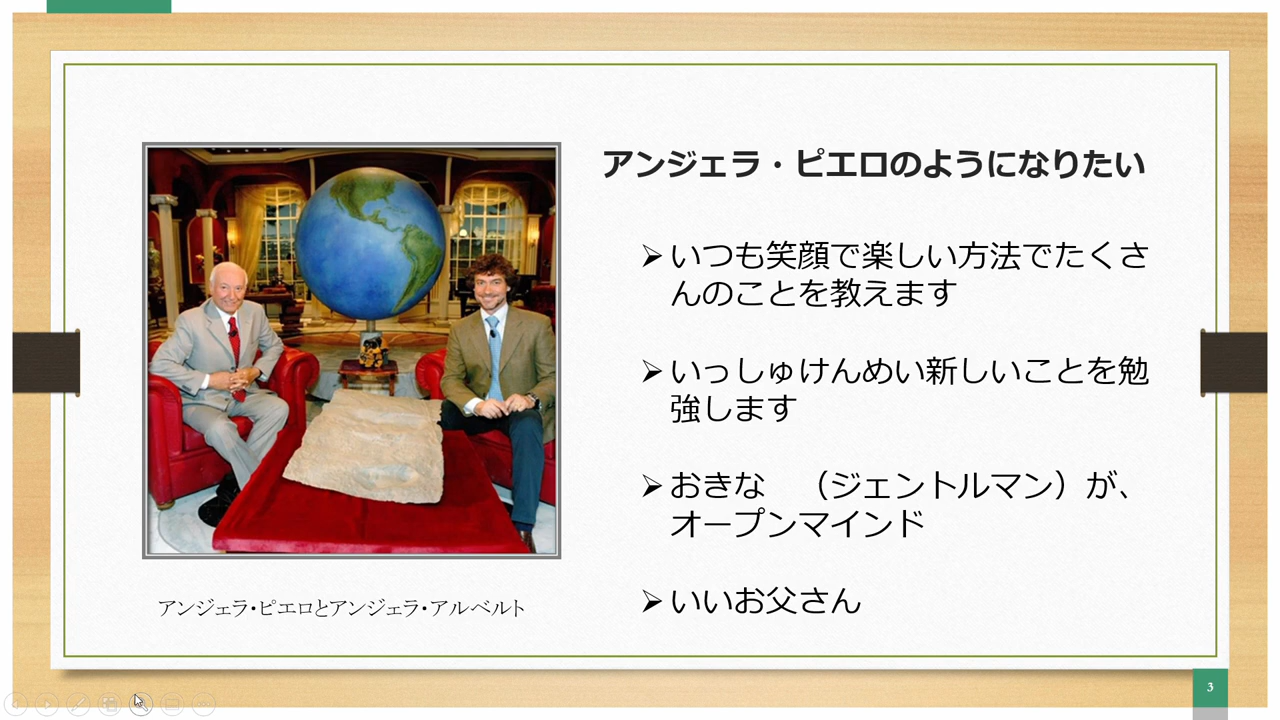 アンジェラ・ピエロのようになりたい
➢いつも笑顔で楽しい方法でたくさ
んのことを教えます
➢いっしゅけんめい新しいことを勉
強します
➢おきな　（ジェントルマン）が、
オープンマインド
➢いいお父さん
アンジェラ・ピエロとアンジェラ・アルベルト
3